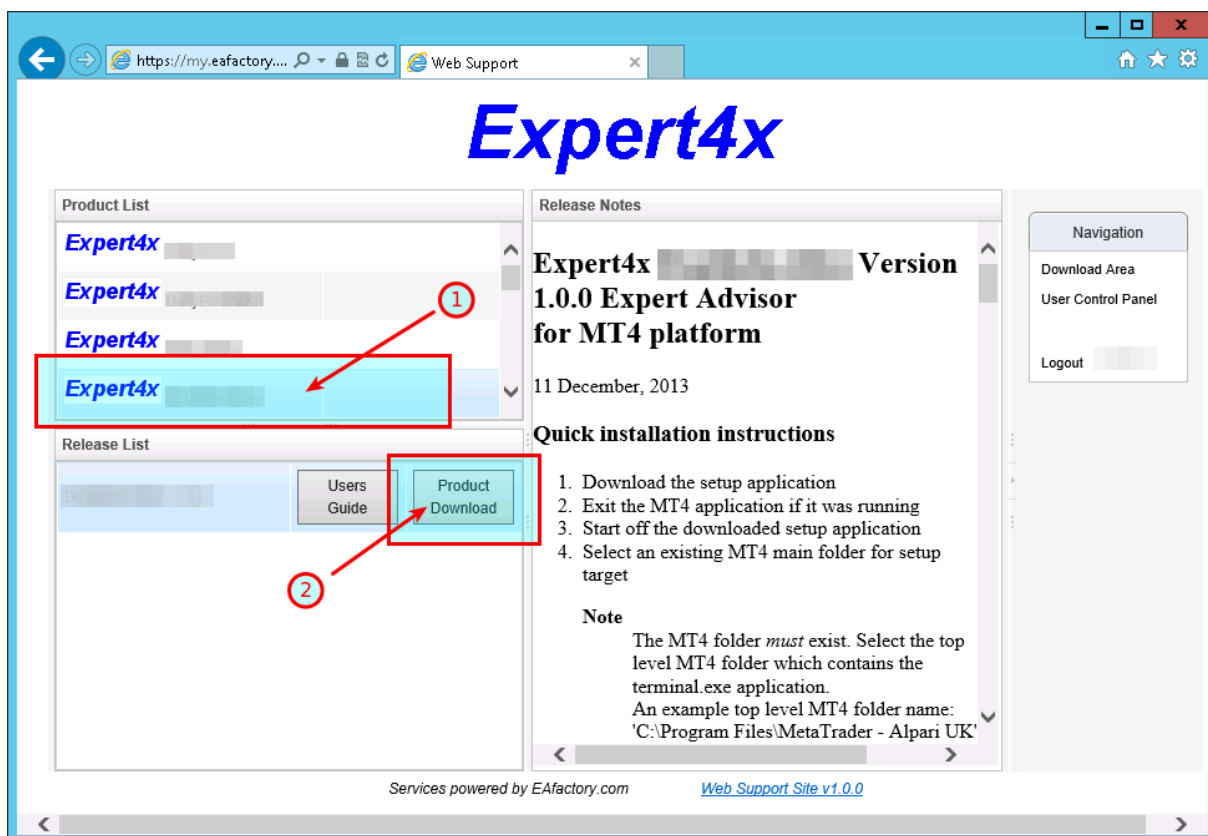 https://my.eafactory....
Web Support
Expert4x
Product List
Expert4x
Expert4x
Expert4x
Expert4x
1
Release List
Users
Guide
Product
Download
2
Release Notes
Expert4x Version
1.0.0 Expert Advisor
for MT4 platform
11 December, 2013
Quick installation instructions
1. Download the setup application
2. Exit the MT4 application if it was running
3. Start off the downloaded setup application
4. Select an existing MT4 main folder for setup
target
Note
The MT4 folder must exist. Select the top
level MT4 folder which contains the
terminal.exe application.
An example top level MT4 folder name:
'C:\Program Files\MetaTrader - Alpari UK'
Navigation
Download Area
User Control Panel
Logout
Services powered by EAfactory.com
Web Support Site v1.0.0